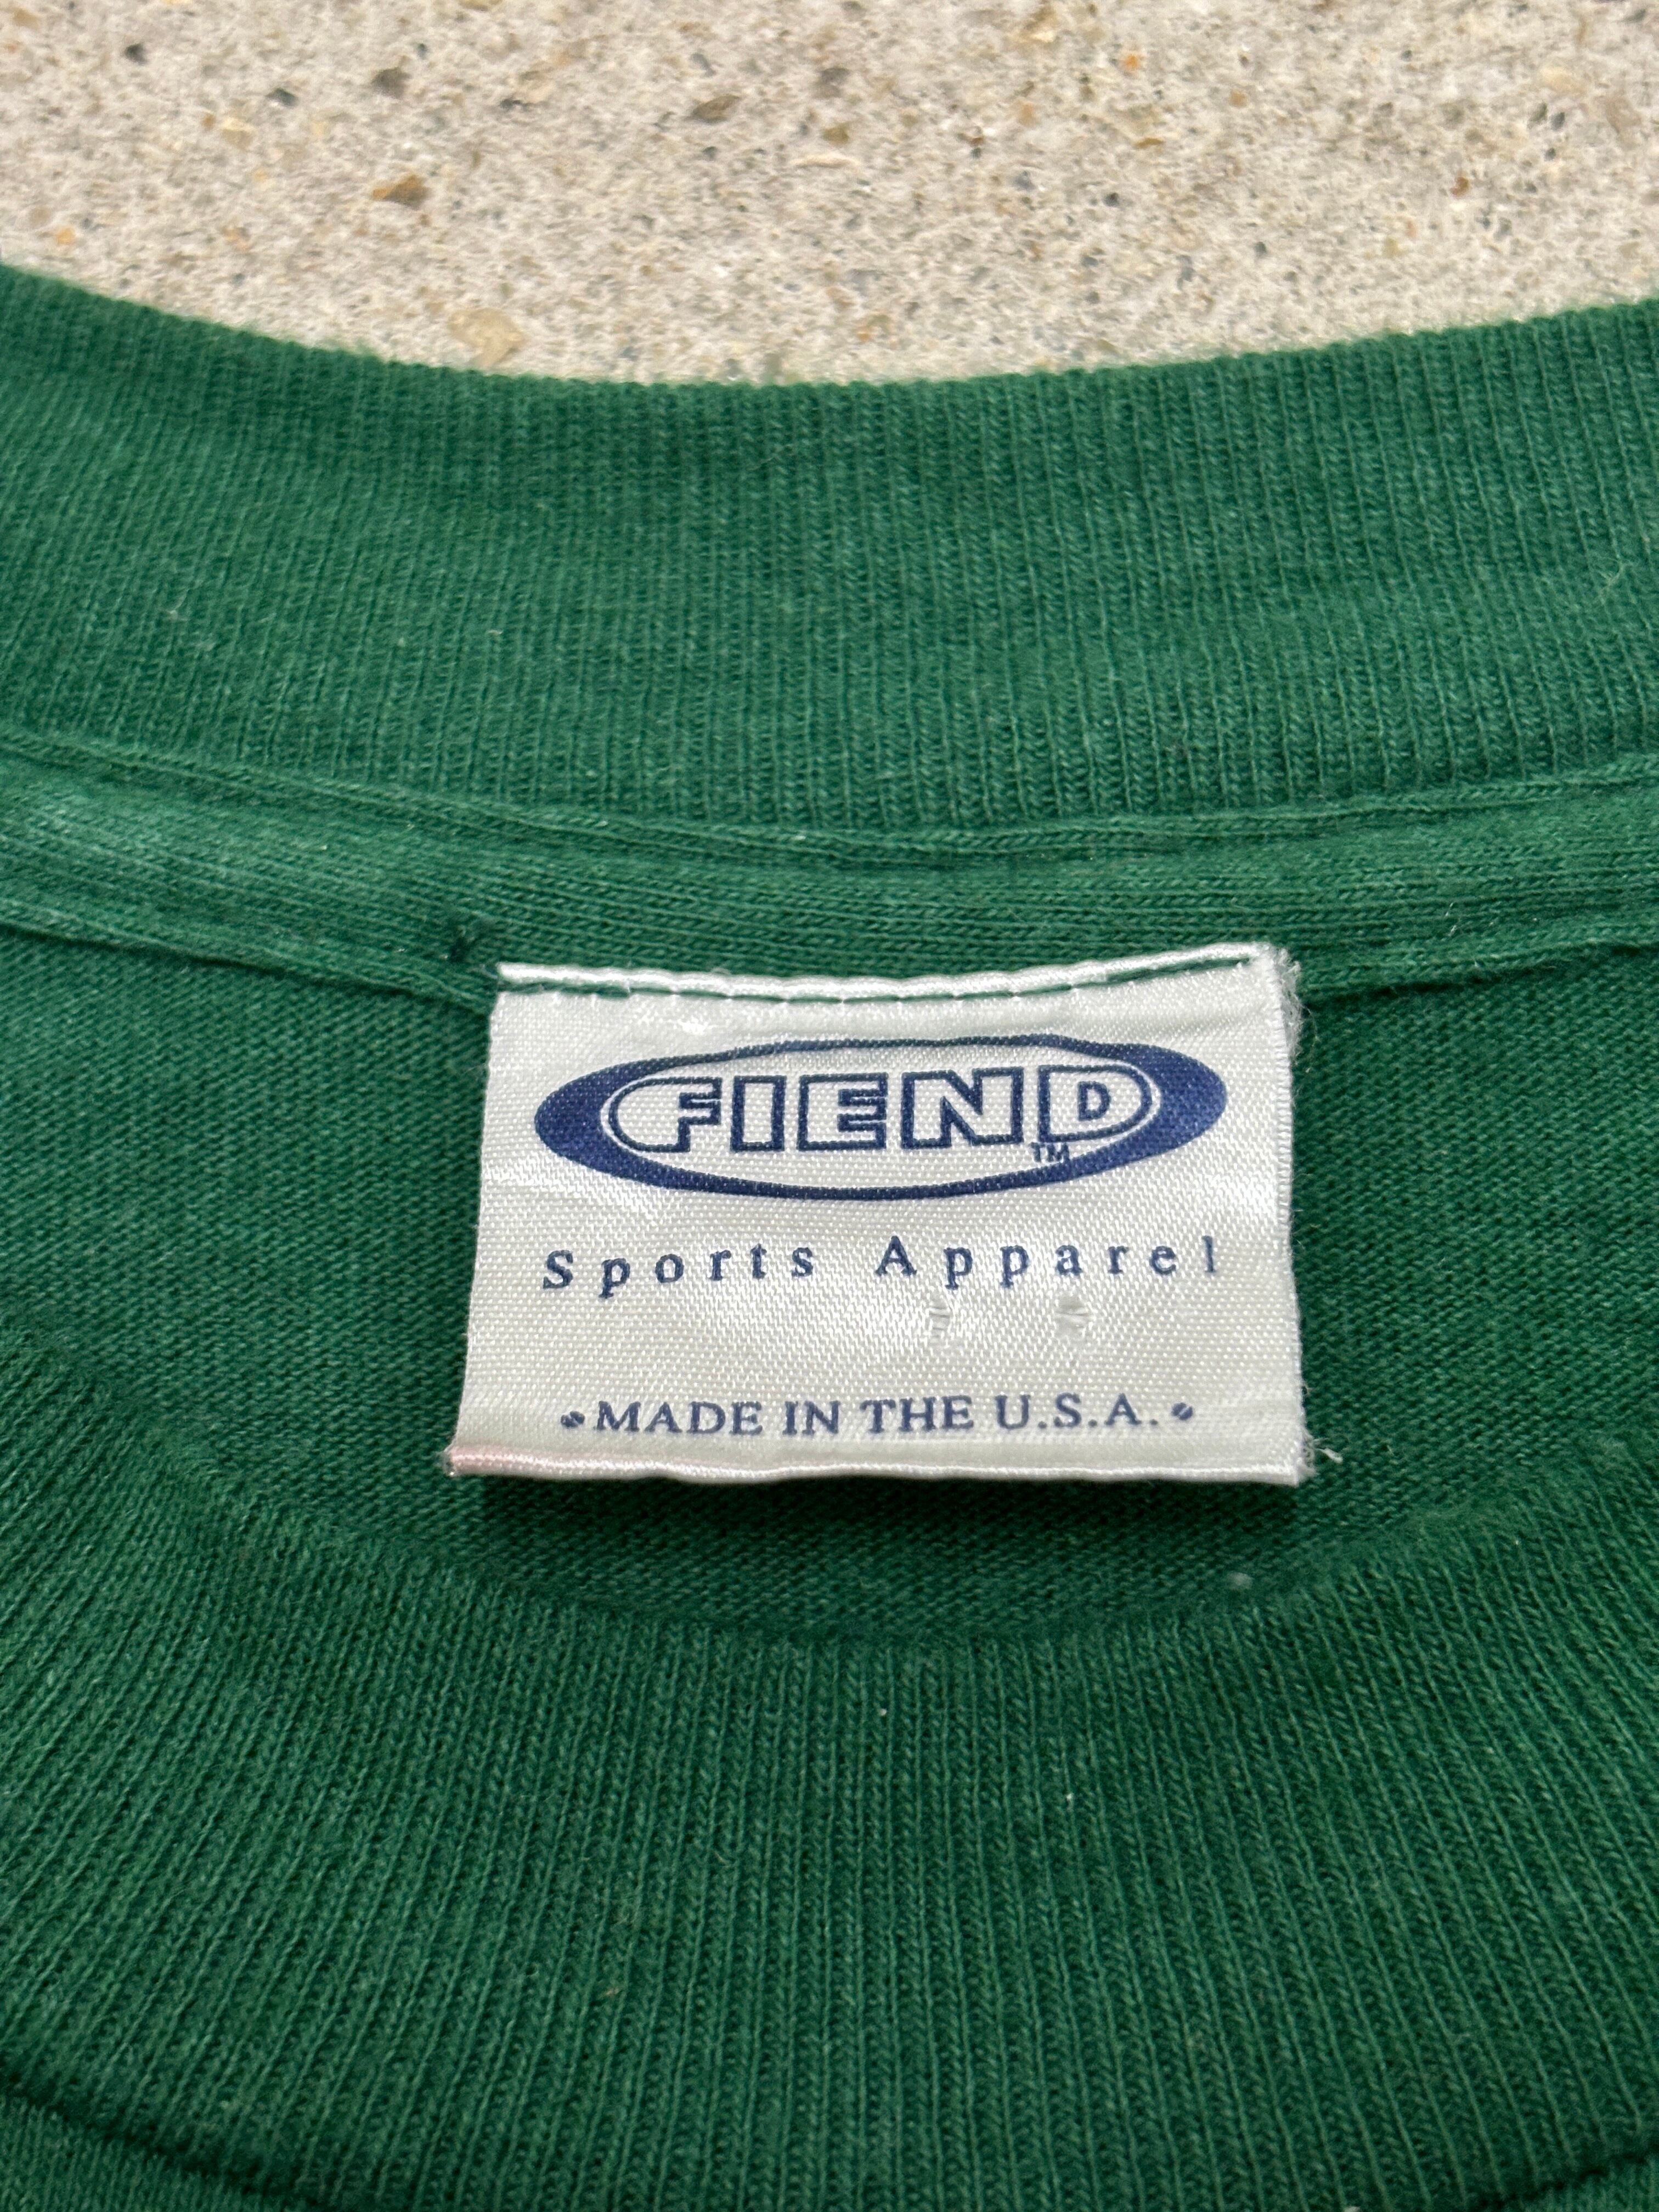 FIEND
TM
Sports Apparel
•MADE IN THE U.S.A.•